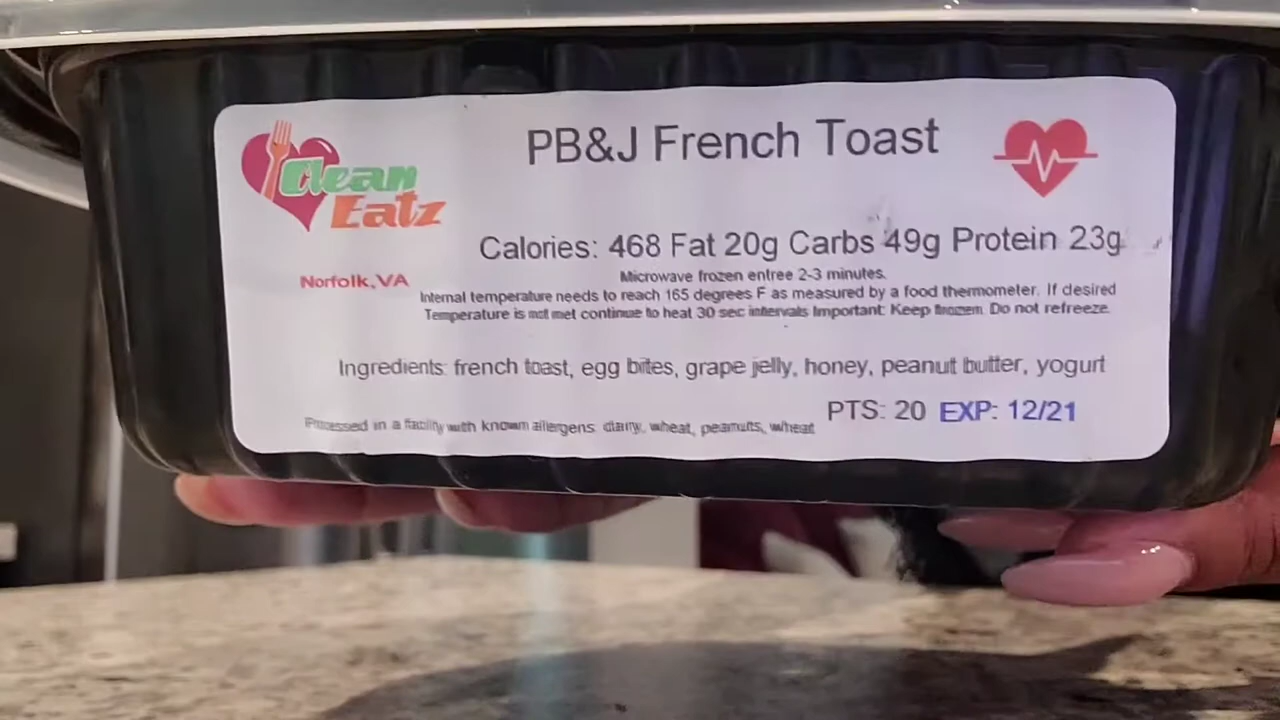 PB&J French Toast
Clean
Eatz
Calories: 468 Fat 20g Carbs 49g Protein 23g
Norfolk, VA
Microwave frozen entree 2-3 minutes.
Internal temperature needs to reach 165 degrees F as measured by a food thermometer. If desired
Temperature is not met continue to heat 30 sec intervals Important: Keep frozen. Do not refreeze.
Ingredients: french toast, egg bites, grape jelly, honey, peanut butter, yogurt
PTS: 20 EXP: 12/21
Processed in a facility with known allergens: dairy, wheat, peanuts, wheat